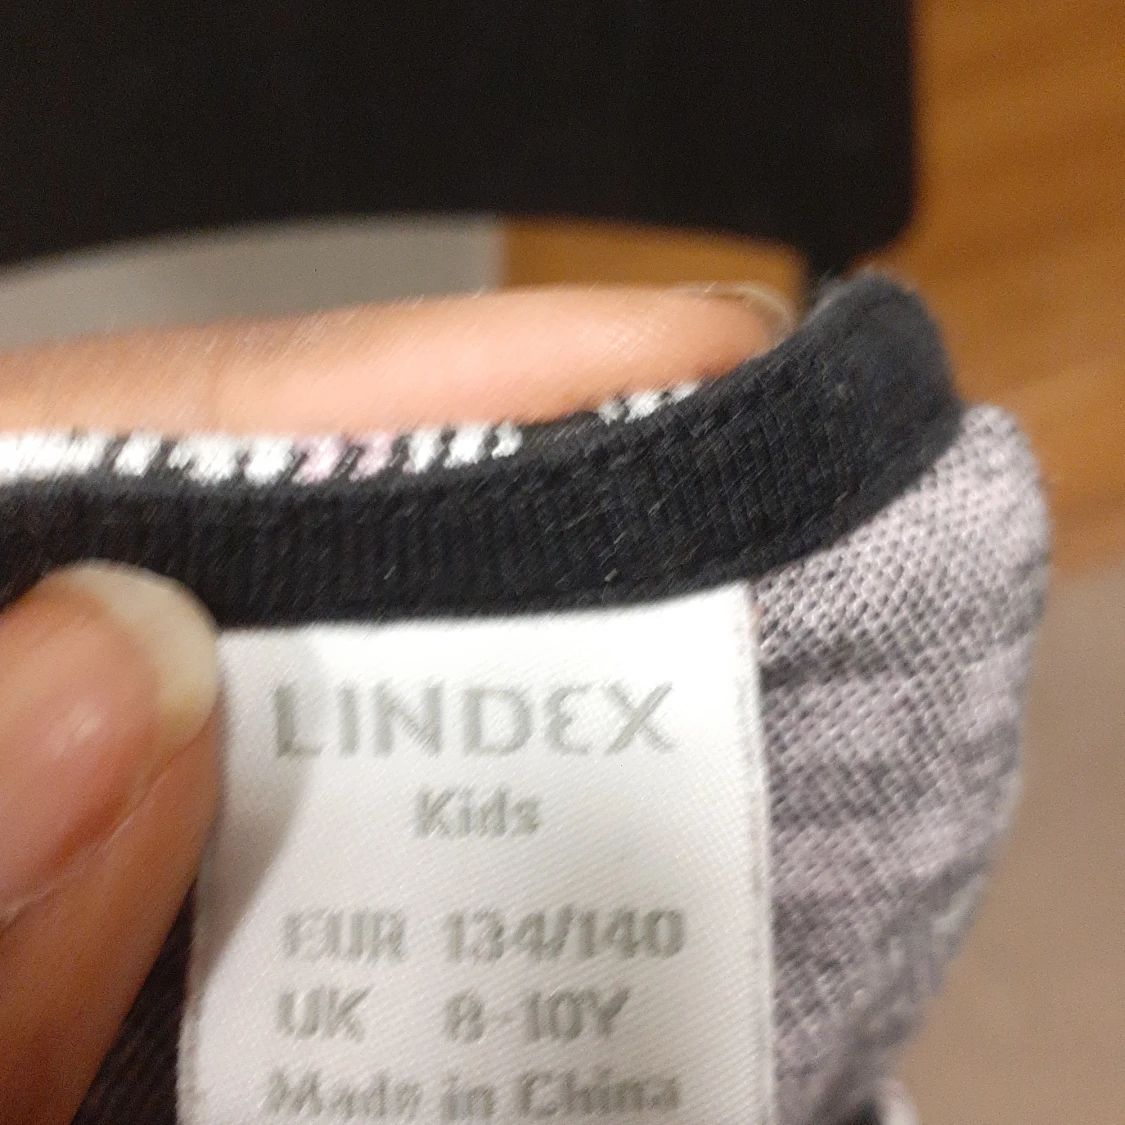 LINDEX
Kids
EUR 134/140
UK 8-10Y
Made in China